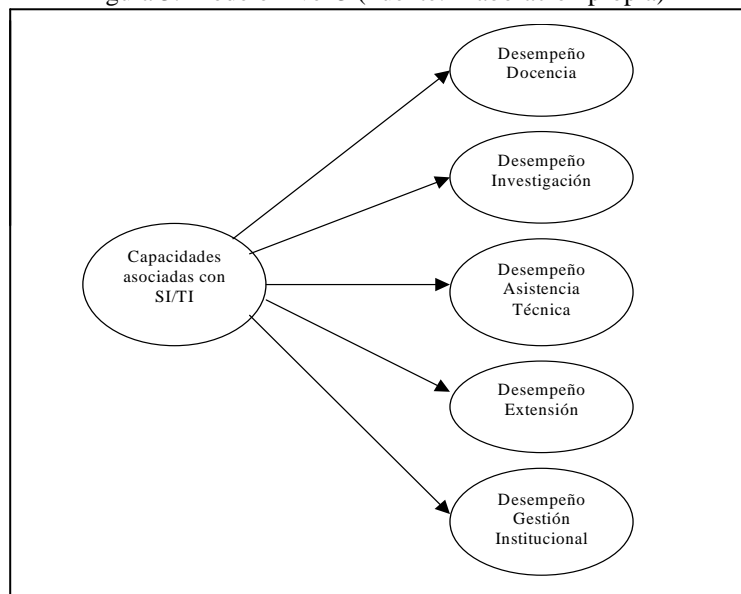 Desempeño
Docencia
Desempeño
Investigación
Capacidades
asociadas con
SI/TI
Desempeño
Asistencia
Técnica
Desempeño
Extensión
Desempeño
Gestión
Institucional